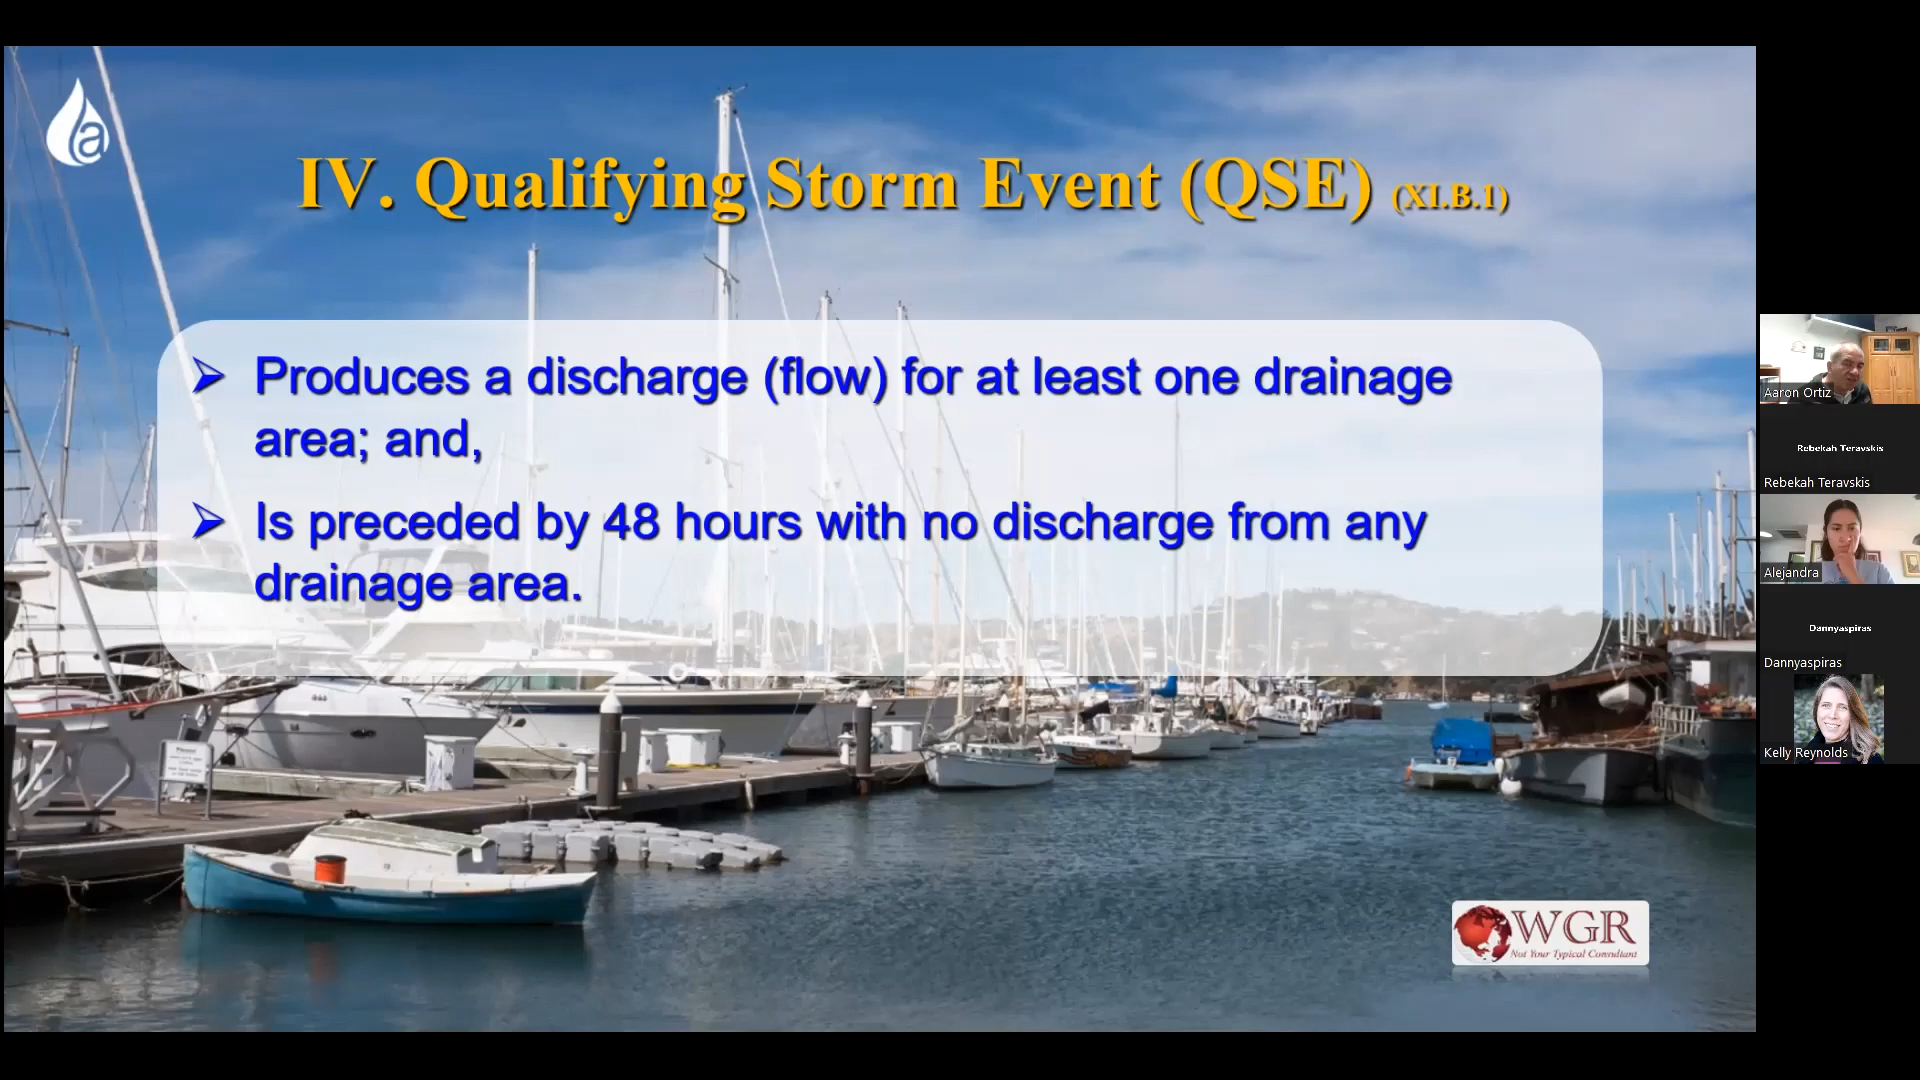 a
IV. Qualifying Storm Event (QSE) (XI.B.1)
➢ Produces a discharge (flow) for at least one drainage
area; and,
➢ Is preceded by 48 hours with no discharge from any
drainage area.
WGR
Not Your Typical Consultant
Aaron Ortiz
Rebekah Teravskis
Rebekah Teravskis
Alejandra
Dannyaspiras
Dannyaspiras
Kelly Reynolds